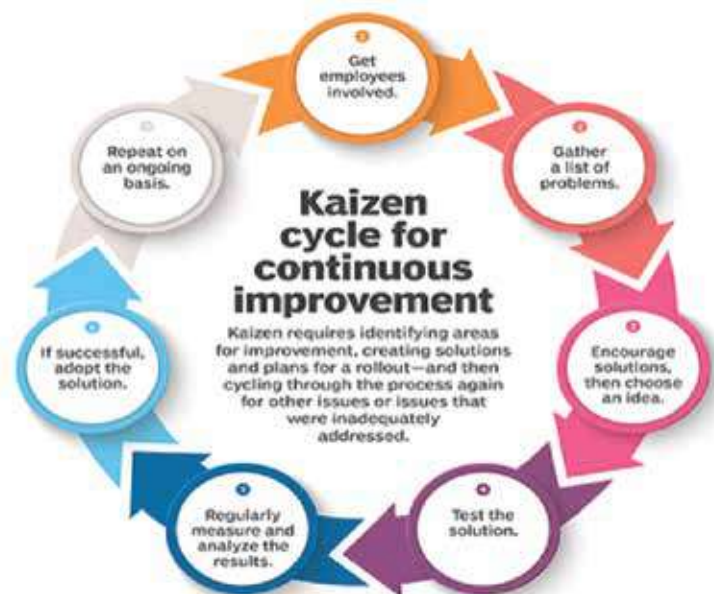 Kaizen
cycle for
continuous
improvement
Kaizen requires identifying areas
for improvement, creating solutions
and plans for a rollout—and then
cycling through the process again
for other issues or issues that
were inadequately
addressed.
Get
employees
involved.
Gather
a list of
problems.
Encourage
solutions,
then choose
an idea.
4
Test the
solution.
Regularly
measure and
analyze the
results.
If successful,
adopt the
solution.
Repeat on
an ongoing
basis.